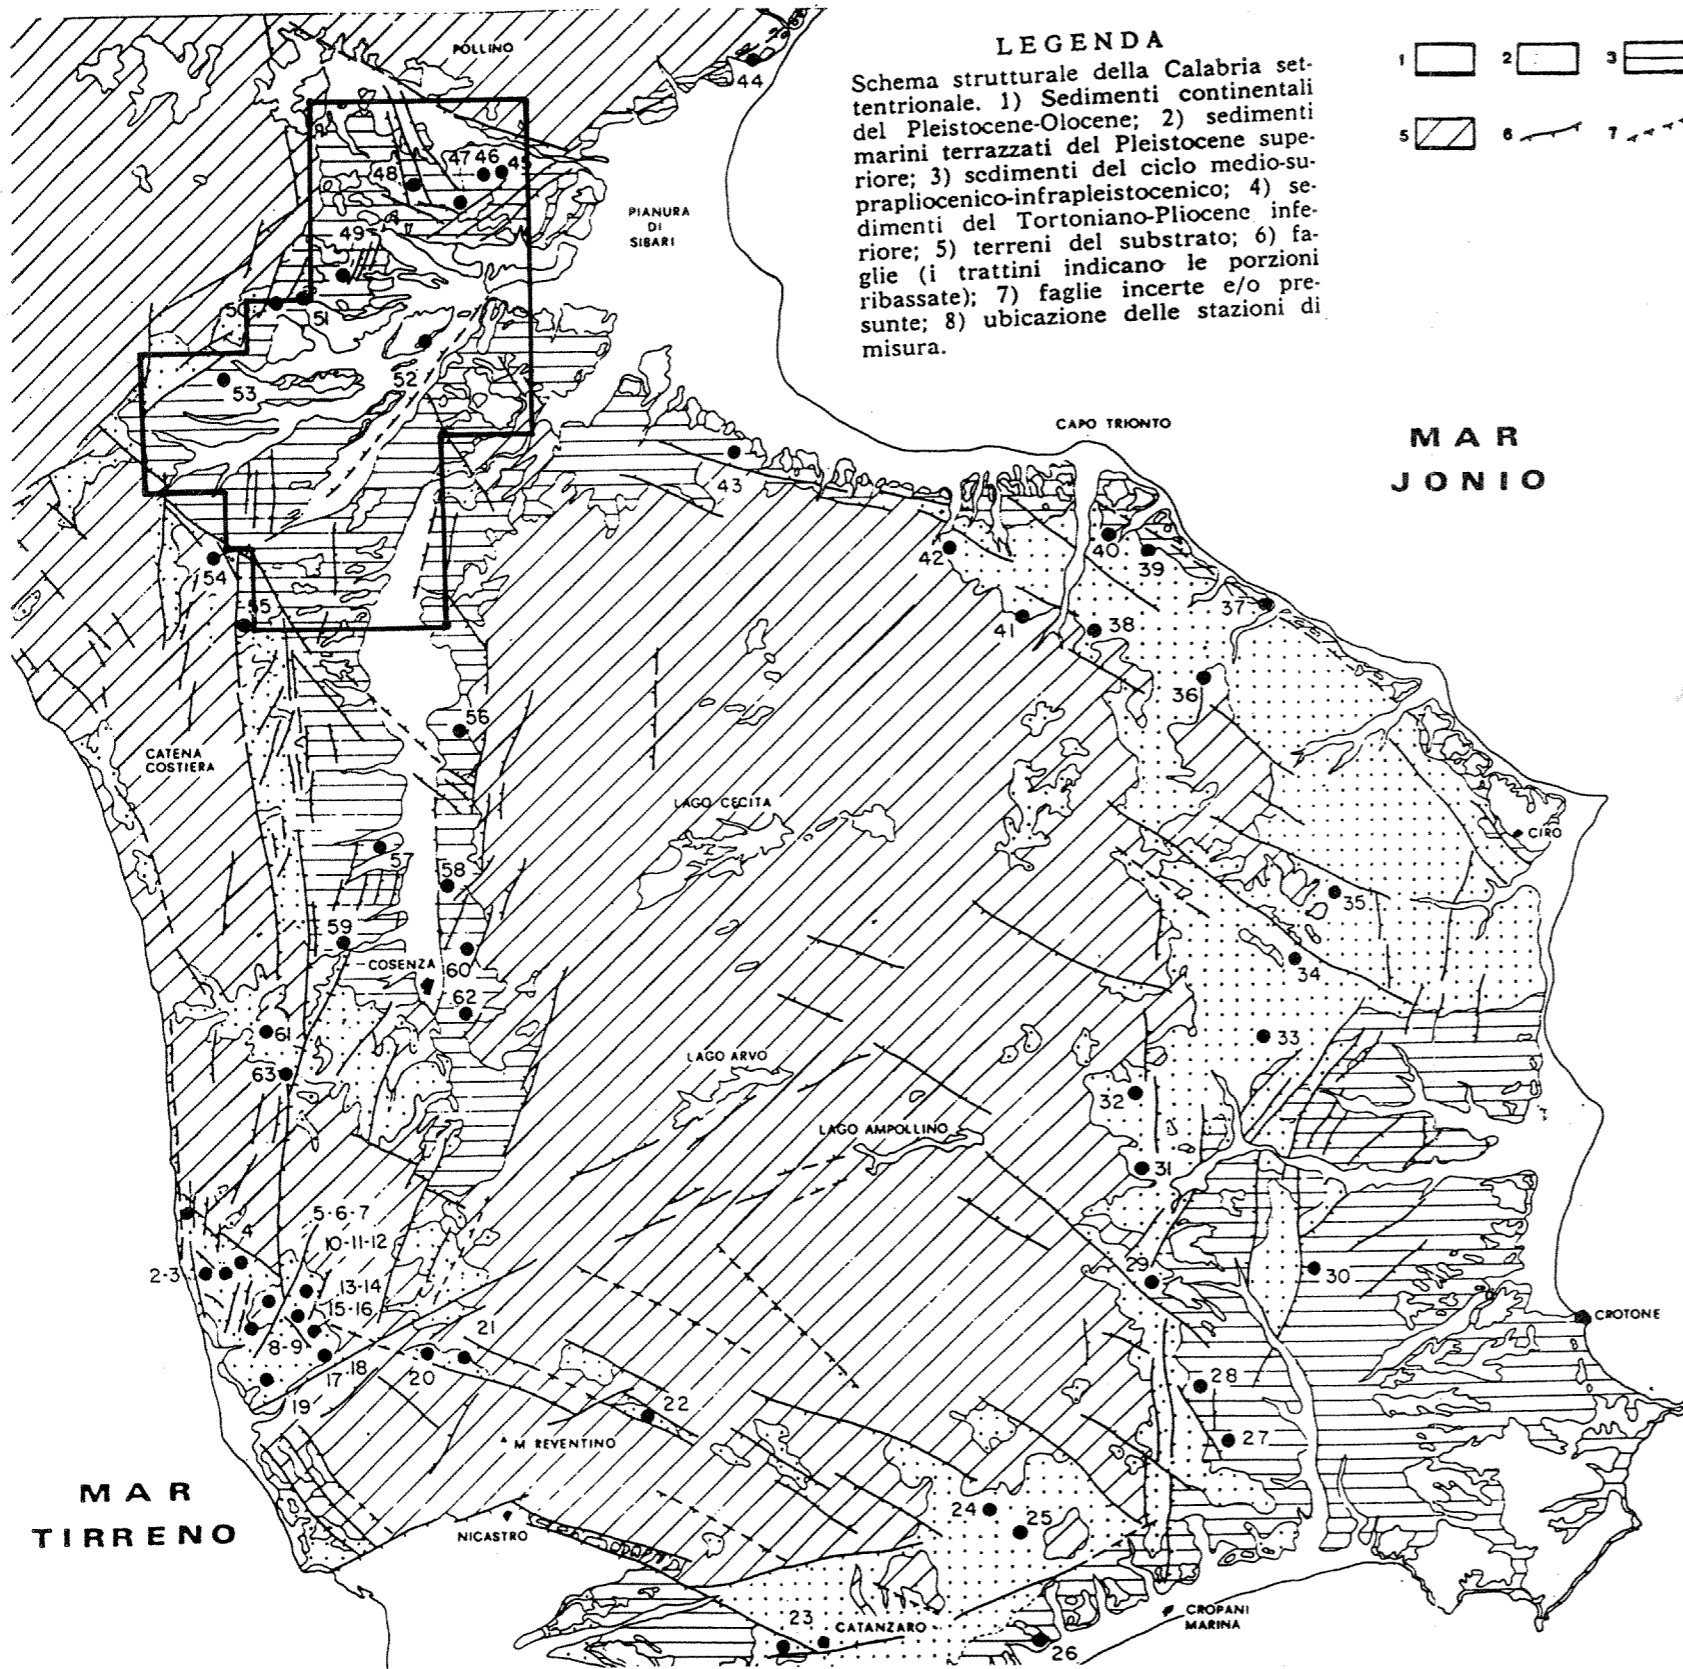 LEGENDA
Schema strutturale della Calabria set-
tentrionale. 1) Sedimenti continentali
del Pleistocene-Olocene; 2) sedimenti
marini terrazzati del Pleistocene supe-
riore; 3) sedimenti del ciclo medio-su-
prapliocenico-infrapleistocenico; 4) se-
dimenti del Tortoniano-Pliocene infe-
riore; 5) terreni del substrato; 6) fa-
glie (i trattini indicano le porzioni
ribassate); 7) faglie incerte e/o pre-
sunte; 8) ubicazione delle stazioni di
misura.
1
2
3
5
6
7
POLLINO
44
47 46 45
48
PIANURA
DI
SIBARI
49
50
51
52
53
CAPO TRIONTO
MAR
JONIO
43
42
40
39
54
55
41
38
37
36
56
CATENA
COSTIERA
LAGO CECITA
CIRO
57
58
35
59
COSENZA
60
34
62
61
33
63
LAGO ARVO
32
LAGO AMPOLLINO
31
5-6-7
4
10-11-12
2-3
13-14
15-16
29
30
CROTONE
8-9
21
18
17
20
28
19
22
27
M REVENTINO
MAR
TIRRENO
24
25
NICASTRO
23
CATANZARO
CROPANI
MARINA
26